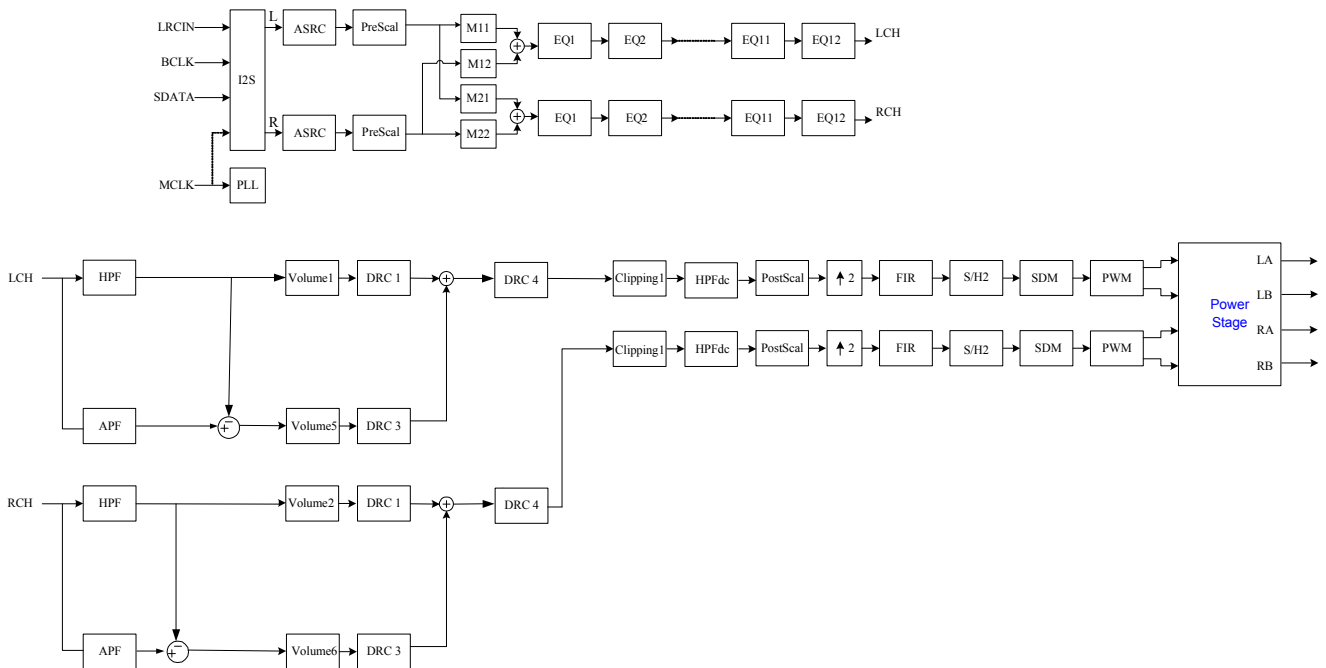 LRCIN
BCLK
SDATA
MCLK
I2S
PLL
L
ASRC
PreScal
R
ASRC
PreScal
M11
M12
M21
M22
+
EQ1
EQ2
EQ11
EQ12
LCH
+
EQ1
EQ2
EQ11
EQ12
RCH
LCH
HPF
Volume1
DRC 1
+
DRC 4
Clipping1
HPFdc
PostScal
↑ 2
FIR
S/H2
SDM
PWM
Clipping1
HPFdc
PostScal
↑ 2
FIR
S/H2
SDM
PWM
Power
Stage
LA
LB
RA
RB
APF
+ −
Volume5
DRC 3
RCH
HPF
Volume2
DRC 1
+
DRC 4
APF
+ −
Volume6
DRC 3